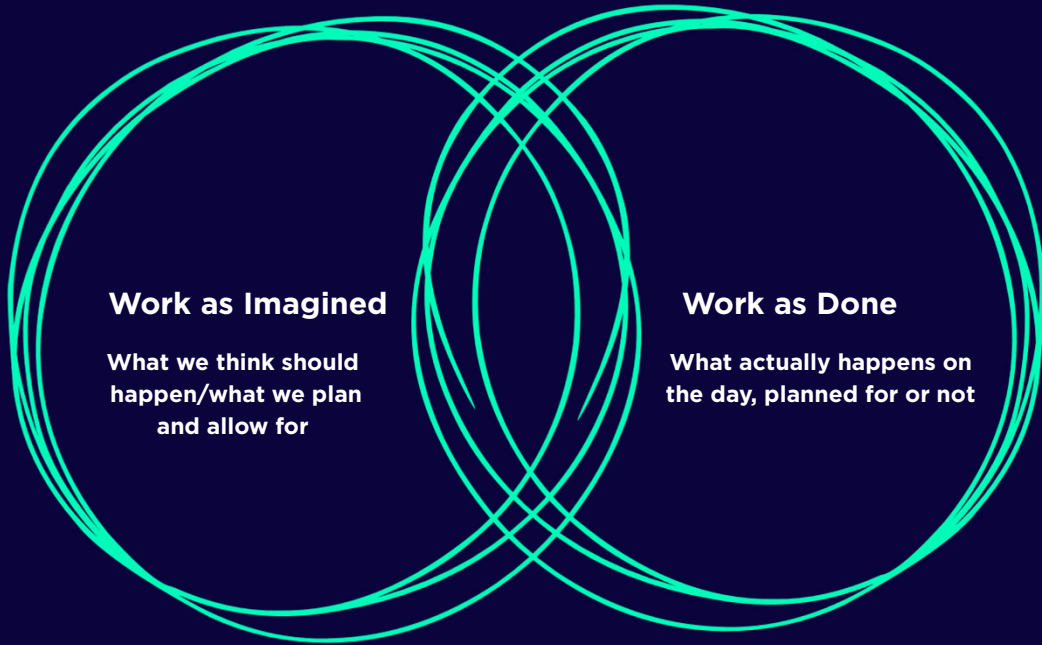 Work as Imagined
What we think should
happen/what we plan
and allow for
Work as Done
What actually happens on
the day, planned for or not